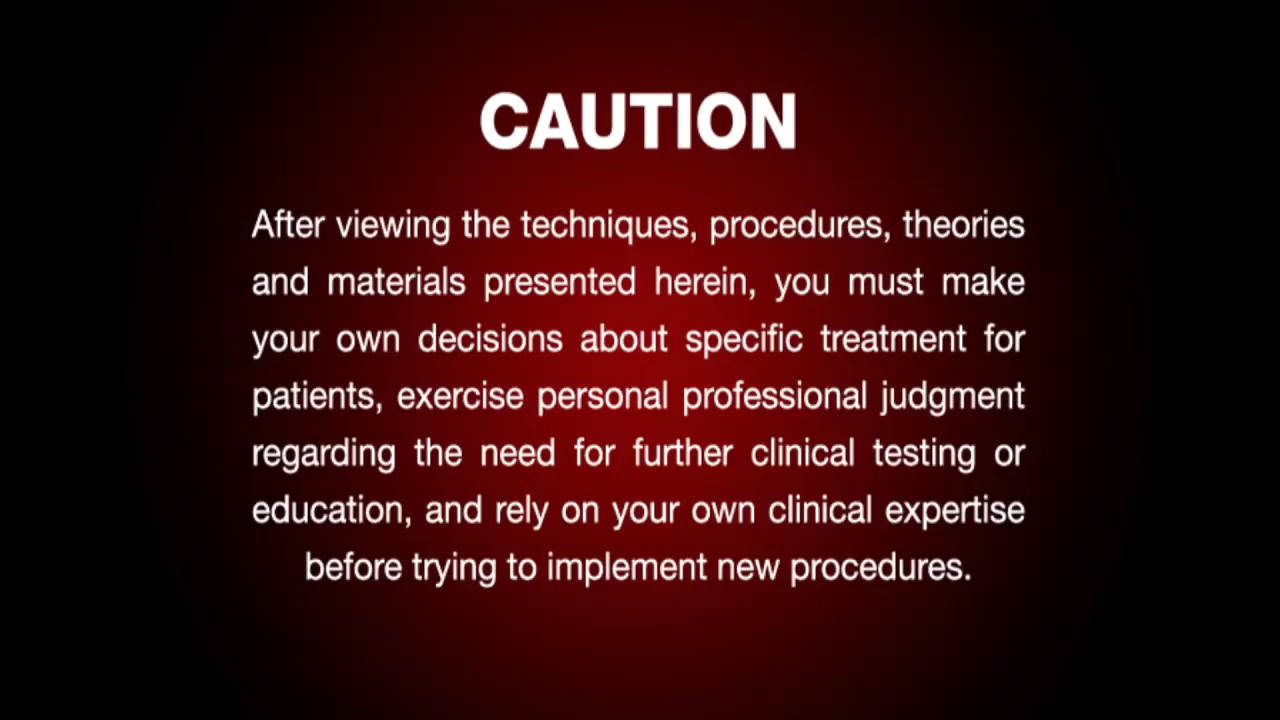 CAUTION
After viewing the techniques, procedures, theories
and materials presented herein, you must make
your own decisions about specific treatment for
patients, exercise personal professional judgment
regarding the need for further clinical testing or
education, and rely on your own clinical expertise
before trying to implement new procedures.